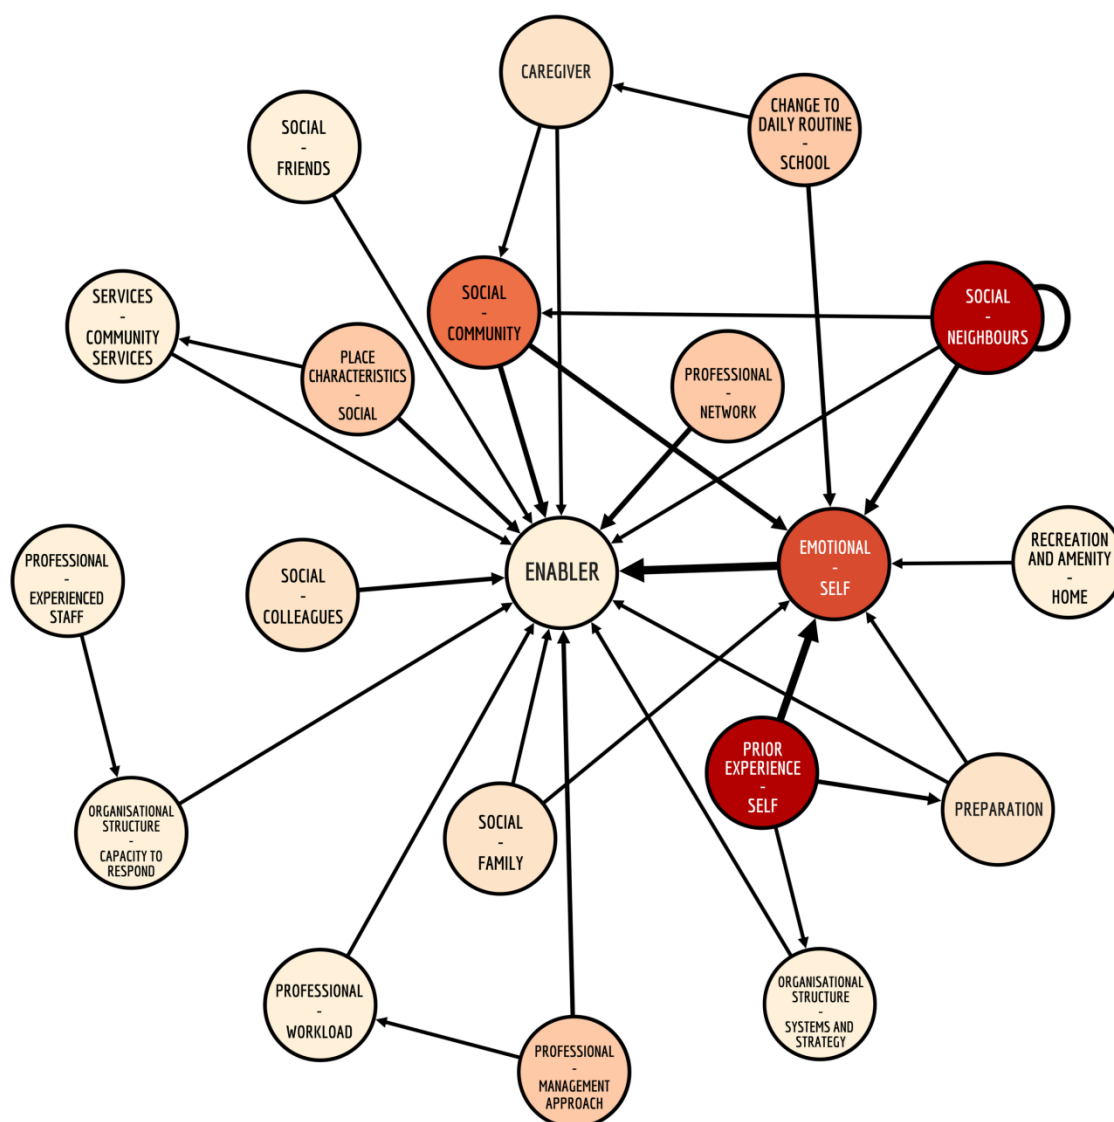 CAREGIVER
CHANGE TO
DAILY ROUTINE
-
SCHOOL
SOCIAL
-
FRIENDS
SERVICES
-
COMMUNITY
SERVICES
SOCIAL
-
COMMUNITY
SOCIAL
-
NEIGHBOURS
PLACE
CHARACTERISTICS
-
SOCIAL
PROFESSIONAL
-
NETWORK
PROFESSIONAL
-
EXPERIENCED
STAFF
SOCIAL
-
COLLEAGUES
ENABLER
EMOTIONAL
-
SELF
RECREATION
AND AMENITY
-
HOME
ORGANISATIONAL
STRUCTURE
-
CAPACITY TO
RESPOND
SOCIAL
-
FAMILY
PRIOR
EXPERIENCE
-
SELF
PREPARATION
PROFESSIONAL
-
WORKLOAD
PROFESSIONAL
-
MANAGEMENT
APPROACH
ORGANISATIONAL
STRUCTURE
-
SYSTEMS AND
STRATEGY